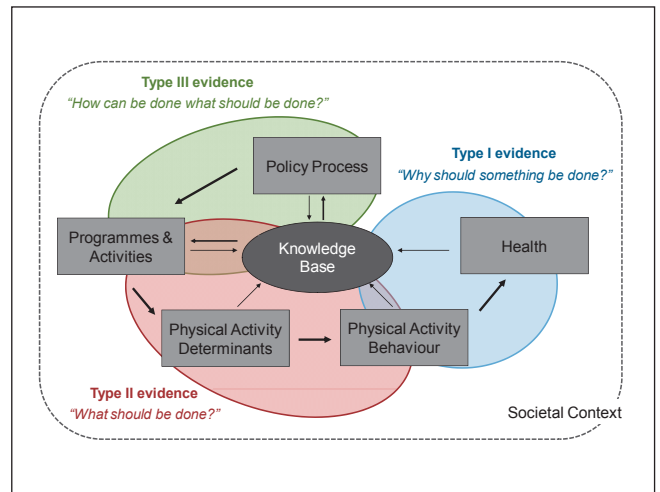 Type III evidence
“How can be done what should be done?”
Type I evidence
“Why should something be done?”
Policy Process
Programmes &
Activities
Knowledge
Base
Health
Physical Activity
Determinants
Physical Activity
Behaviour
Type II evidence
“What should be done?”
Societal Context